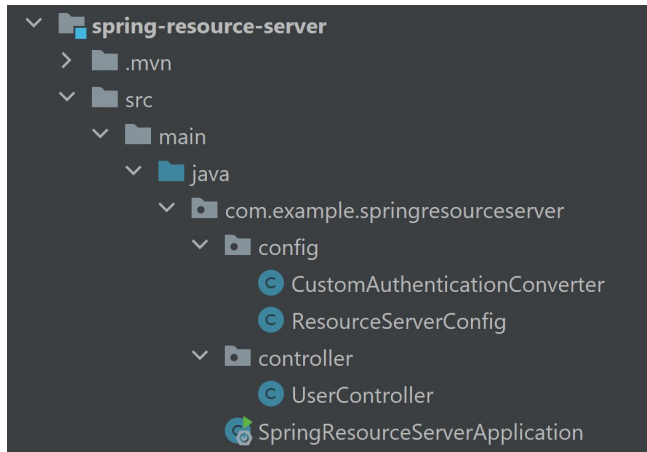 spring-resource-server
.mvn
src
main
java
com.example.springresourceserver
config
C CustomAuthenticationConverter
C ResourceServerConfig
controller
C UserController
SpringResourceServerApplication